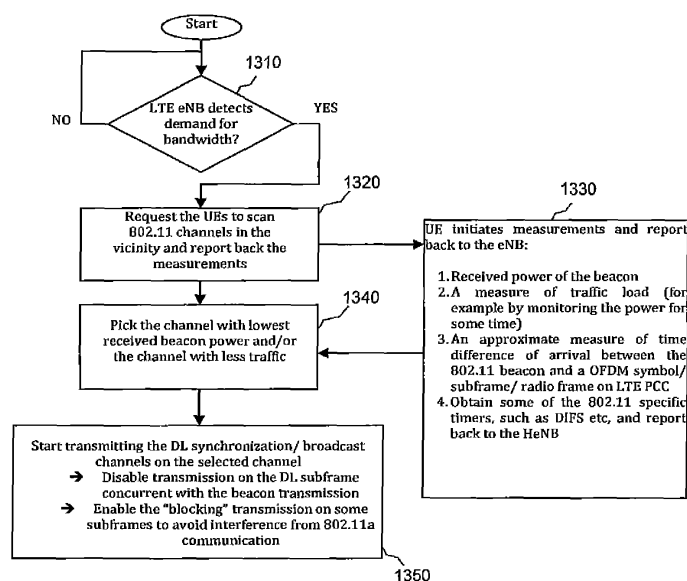 Start
1310
LTE eNB detects
demand for
bandwidth?
NO
YES
1320
Request the UEs to scan
802.11 channels in the
vicinity and report back the
measurements
1330
UE initiates measurements and report
back to the eNB:
1. Received power of the beacon
2. A measure of traffic load (for
example by monitoring the power for
some time)
3. An approximate measure of time
difference of arrival between the
802.11 beacon and a OFDM symbol/
subframe/ radio frame on LTE PCC
4. Obtain some of the 802.11 specific
timers, such as DIFS etc, and report
back to the HeNB
1340
Pick the channel with lowest
received beacon power and/or
the channel with less traffic
Start transmitting the DL synchronization/ broadcast
channels on the selected channel
➔ Disable transmission on the DL subframe
concurrent with the beacon transmission
➔ Enable the "blocking" transmission on some
subframes to avoid interference from 802.11a
communication
1350